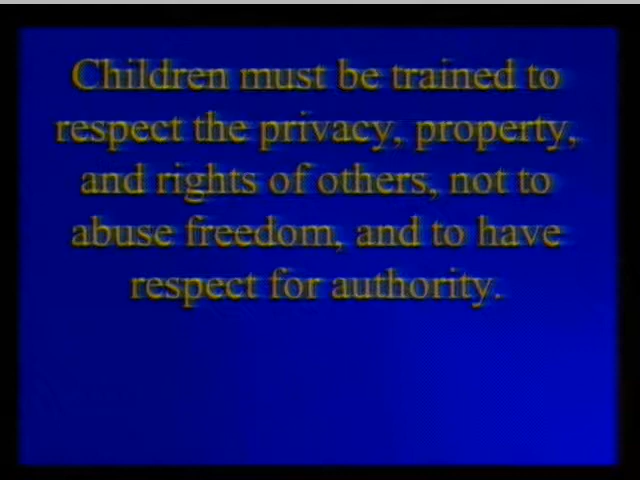 Children must be trained to
respect the privacy, property,
and rights of others, not to
abuse freedom, and to have
respect for authority.